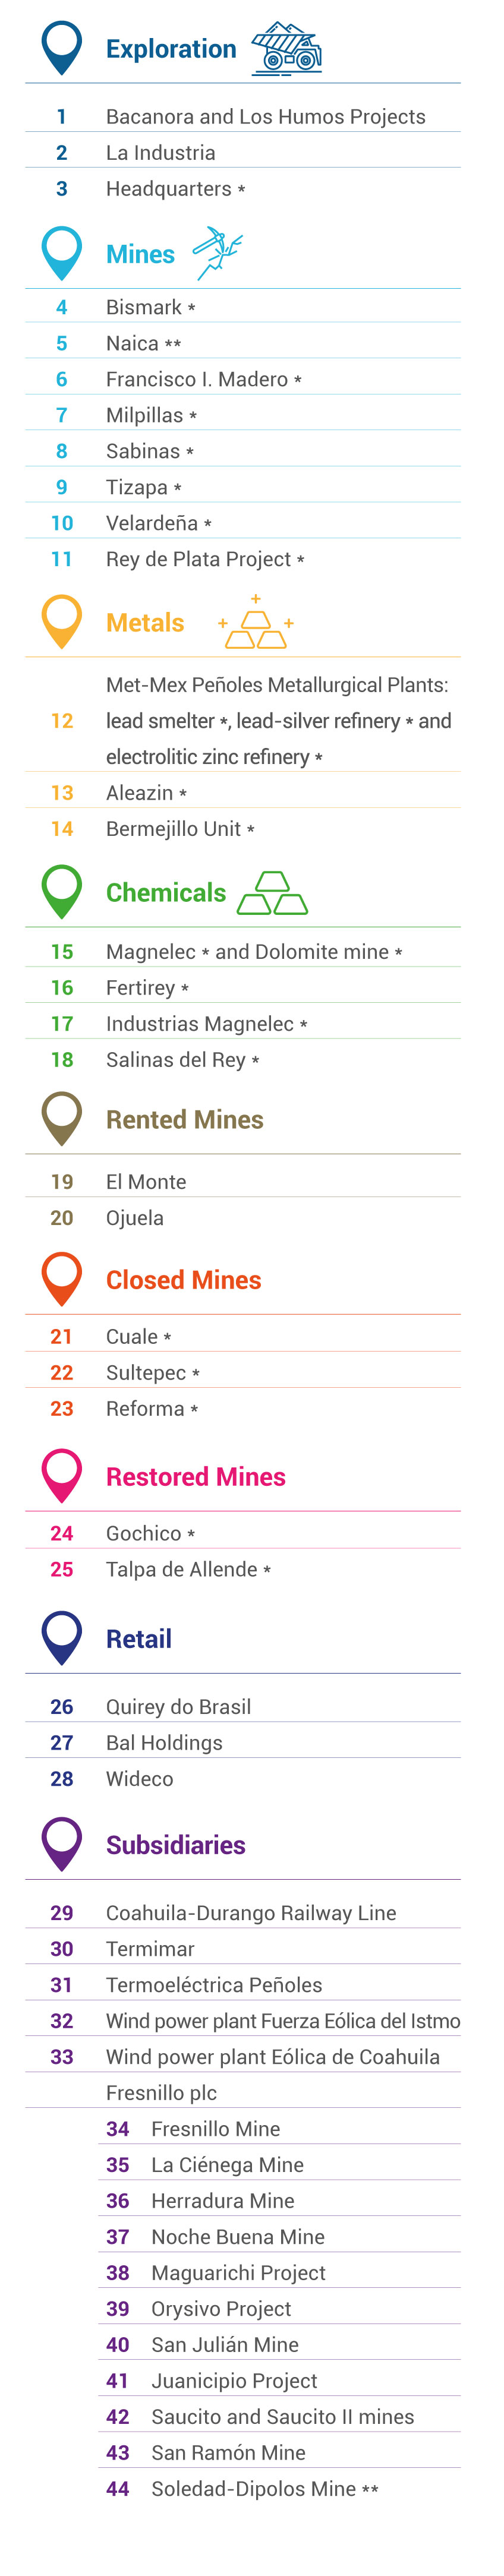 Exploration
1 Bacanora and Los Humos Projects
2 La Industria
3 Headquarters *
Mines
4 Bismark *
5 Naica **
6 Francisco I. Madero *
7 Milpillas *
8 Sabinas *
9 Tizapa *
10 Velardeña *
11 Rey de Plata Project *
Metals
Met-Mex Peñoles Metallurgical Plants:
12 lead smelter *, lead-silver refinery * and
electrolitic zinc refinery *
13 Aleazin *
14 Bermejillo Unit *
Chemicals
15 Magnelec * and Dolomite mine *
16 Fertirey *
17 Industrias Magnelec *
18 Salinas del Rey *
Rented Mines
19 El Monte
20 Ojuela
Closed Mines
21 Cuale *
22 Sultepec *
23 Reforma *
Restored Mines
24 Gochico *
25 Talpa de Allende *
Retail
26 Quirey do Brasil
27 Bal Holdings
28 Wideco
Subsidiaries
29 Coahuila-Durango Railway Line
30 Termimar
31 Termoeléctrica Peñoles
32 Wind power plant Fuerza Eólica del Istmo
33 Wind power plant Eólica de Coahuila
Fresnillo plc
34 Fresnillo Mine
35 La Ciénega Mine
36 Herradura Mine
37 Noche Buena Mine
38 Maguarichi Project
39 Orysivo Project
40 San Julián Mine
41 Juanicipio Project
42 Saucito and Saucito II mines
43 San Ramón Mine
44 Soledad-Dipolos Mine **